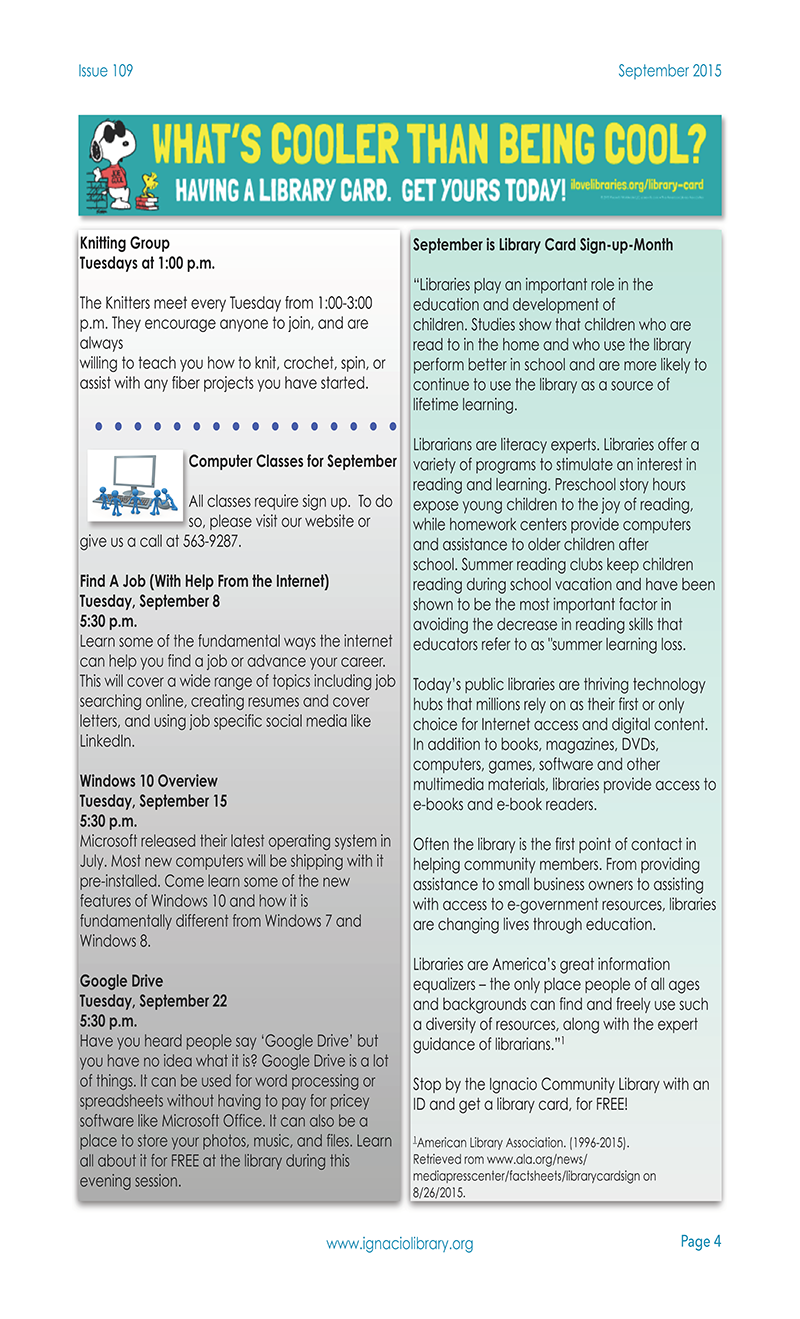 Issue 109
September 2015
WHAT'S COOLER THAN BEING COOL?
HAVING A LIBRARY CARD. GET YOURS TODAY! ilovelibraries.org/library-card
JOE
COOL
Knitting Group
Tuesdays at 1:00 p.m.
The Knitters meet every Tuesday from 1:00-3:00
p.m. They encourage anyone to join, and are
always
willing to teach you how to knit, crochet, spin, or
assist with any fiber projects you have started.
Computer Classes for September
All classes require sign up.  To do
so, please visit our website or
give us a call at 563-9287.
Find A Job (With Help From the Internet)
Tuesday, September 8
5:30 p.m.
Learn some of the fundamental ways the internet
can help you find a job or advance your career.
This will cover a wide range of topics including job
searching online, creating resumes and cover
letters, and using job specific social media like
LinkedIn.
Windows 10 Overview
Tuesday, September 15
5:30 p.m.
Microsoft released their latest operating system in
July. Most new computers will be shipping with it
pre-installed. Come learn some of the new
features of Windows 10 and how it is
fundamentally different from Windows 7 and
Windows 8.
Google Drive
Tuesday, September 22
5:30 p.m.
Have you heard people say ‘Google Drive’ but
you have no idea what it is? Google Drive is a lot
of things. It can be used for word processing or
spreadsheets without having to pay for pricey
software like Microsoft Office. It can also be a
place to store your photos, music, and files. Learn
all about it for FREE at the library during this
evening session.
September is Library Card Sign-up-Month
“Libraries play an important role in the
education and development of
children. Studies show that children who are
read to in the home and who use the library
perform better in school and are more likely to
continue to use the library as a source of
lifetime learning.
Librarians are literacy experts. Libraries offer a
variety of programs to stimulate an interest in
reading and learning. Preschool story hours
expose young children to the joy of reading,
while homework centers provide computers
and assistance to older children after
school. Summer reading clubs keep children
reading during school vacation and have been
shown to be the most important factor in
avoiding the decrease in reading skills that
educators refer to as "summer learning loss.
Today’s public libraries are thriving technology
hubs that millions rely on as their first or only
choice for Internet access and digital content.
In addition to books, magazines, DVDs,
computers, games, software and other
multimedia materials, libraries provide access to
e-books and e-book readers.
Often the library is the first point of contact in
helping community members. From providing
assistance to small business owners to assisting
with access to e-government resources, libraries
are changing lives through education.
Libraries are America’s great information
equalizers – the only place people of all ages
and backgrounds can find and freely use such
a diversity of resources, along with the expert
guidance of librarians.”1
Stop by the Ignacio Community Library with an
ID and get a library card, for FREE!
1American Library Association. (1996-2015).
Retrieved rom www.ala.org/news/
mediapresscenter/factsheets/librarycardsign on
8/26/2015.
www.ignaciolibrary.org
Page 4